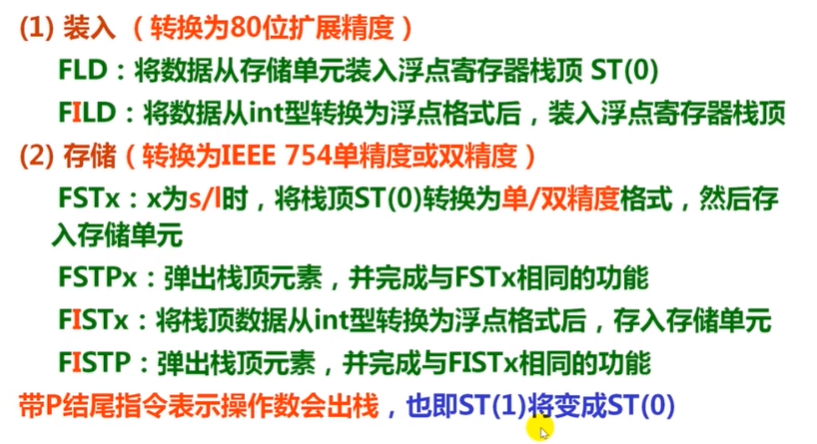 (1) 装入 （转换为80位扩展精度）
FLD：将数据从存储单元装入浮点寄存器栈顶 ST(0)
FILD：将数据从int型转换为浮点格式后，装入浮点寄存器栈顶
(2) 存储（转换为IEEE 754单精度或双精度）
FSTx：x为s/l时，将栈顶ST(0)转换为单/双精度格式，然后存
入存储单元
FSTPx：弹出栈顶元素，并完成与FSTx相同的功能
FISTx：将栈顶数据从int型转换为浮点格式后，存入存储单元
FISTP：弹出栈顶元素，并完成与FISTx相同的功能
带P结尾指令表示操作数会出栈，也即ST(1)将变成ST(0)